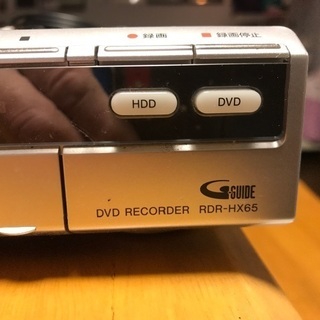 録画 録画停止
HDD DVD
G-GUIDE
DVD RECORDER RDR-HX65